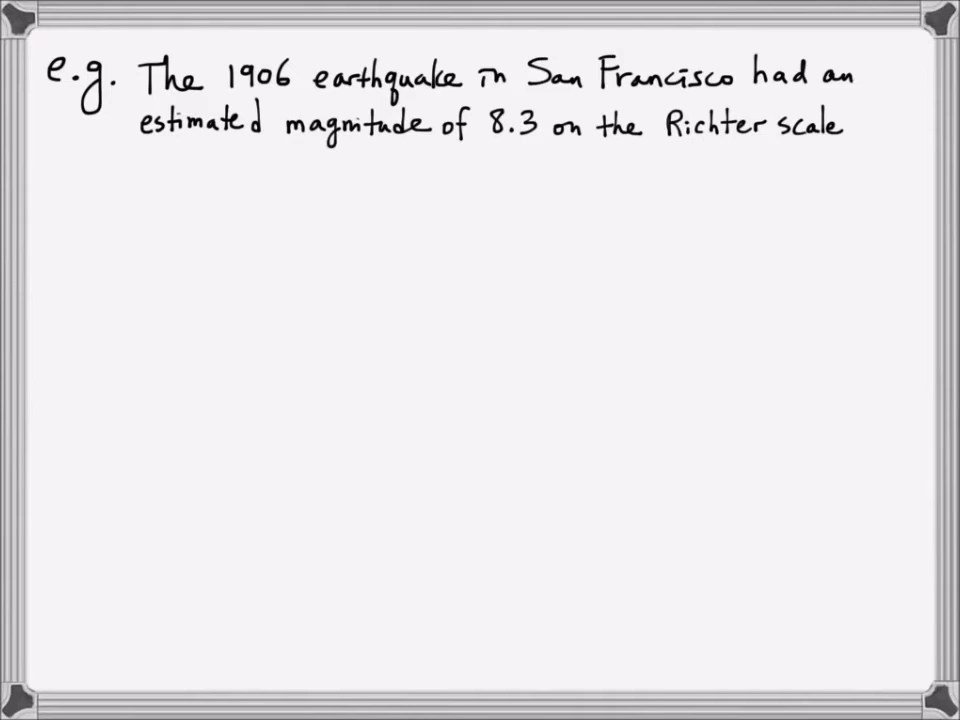 e.g. The 1906 earthquake in San Francisco had an
estimated magnitude of 8.3 on the Richter scale